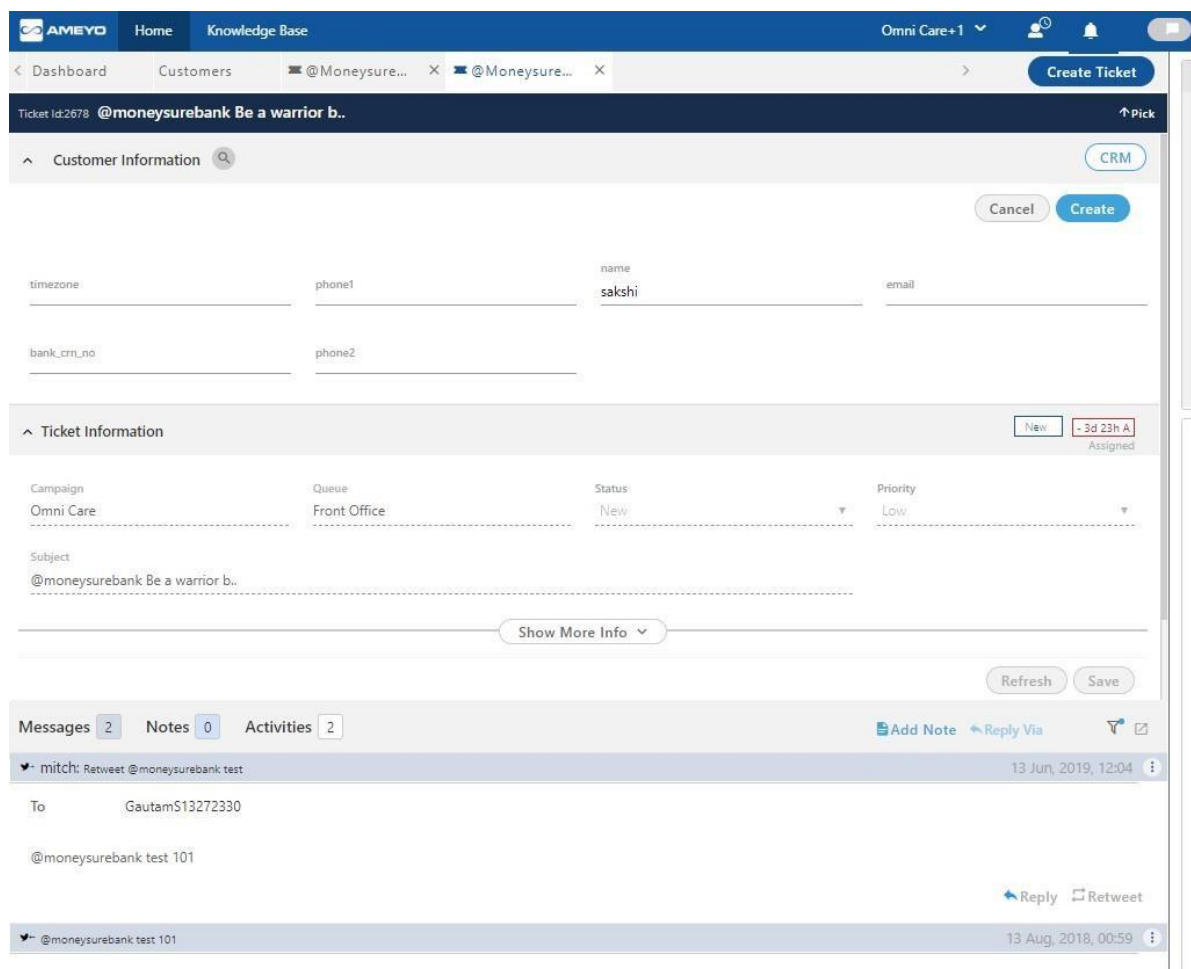 AMEYO Home Knowledge Base Omni Care+1
Dashboard Customers @Moneysure... @Moneysure... Create Ticket
Ticket Id:2678 @moneysurebank Be a warrior b.. Pick
Customer Information CRM
Cancel Create
name
timezone phone1 sakshi email
bank_crn_no phone2
Ticket Information New - 3d 23h A
Assigned
Campaign Queue Status Priority
Omni Care Front Office New Low
Subject
@moneysurebank Be a warrior b..
Show More Info
Refresh Save
Messages 2 Notes 0 Activities 2 Add Note Reply Via
mitch: Retweet @moneysurebank test 13 Jun, 2019, 12:04
To GautamS13272330
@moneysurebank test 101
Reply Retweet
@moneysurebank test 101 13 Aug, 2018, 00:59